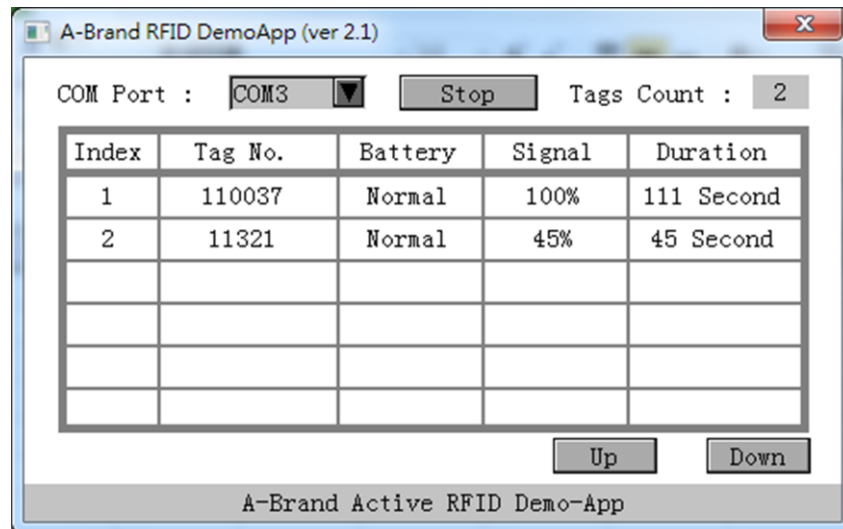 A-Brand RFID DemoApp (ver 2.1)
COM Port : COM3 Stop Tags Count : 2
Index Tag No. Battery Signal Duration
1 110037 Normal 100% 111 Second
2 11321 Normal 45% 45 Second
Up Down
A-Brand Active RFID Demo-App